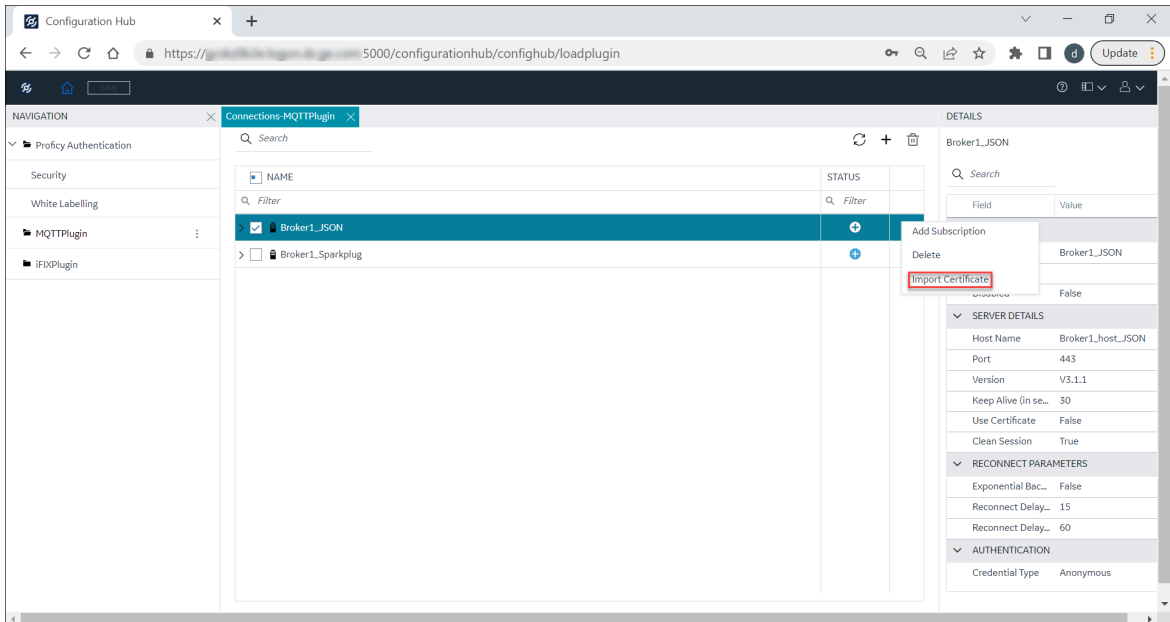 Configuration Hub
https:// 5000/configurationhub/confighub/loadplugin
d
Update
Save
NAVIGATION
Connections-MQTTPlugin
DETAILS
Proficy Authentication
Search
Broker1_JSON
Security
NAME
STATUS
Search
White Labelling
Filter
Filter
Field Value
MQTTPlugin
Broker1_JSON
Add Subscription
iFIXPlugin
Broker1_Sparkplug
Delete
Broker1_JSON
Import Certificate
Disabled False
SERVER DETAILS
Host Name Broker1_host_JSON
Port 443
Version V3.1.1
Keep Alive (in se... 30
Use Certificate False
Clean Session True
RECONNECT PARAMETERS
Exponential Bac... False
Reconnect Delay... 15
Reconnect Delay... 60
AUTHENTICATION
Credential Type Anonymous